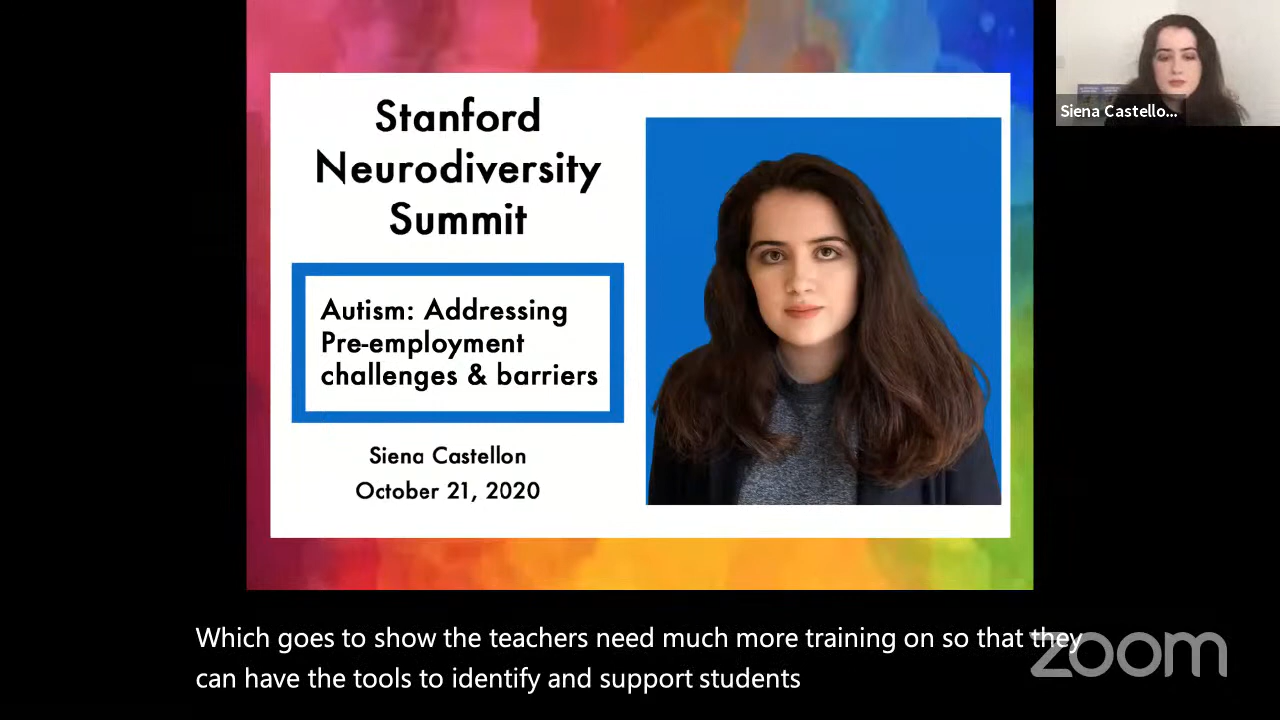 Stanford
Neurodiversity
Summit
Autism: Addressing
Pre-employment
challenges & barriers
Siena Castellon
October 21, 2020
Siena Castello...
Which goes to show the teachers need much more training on so that they
can have the tools to identify and support students
zoom